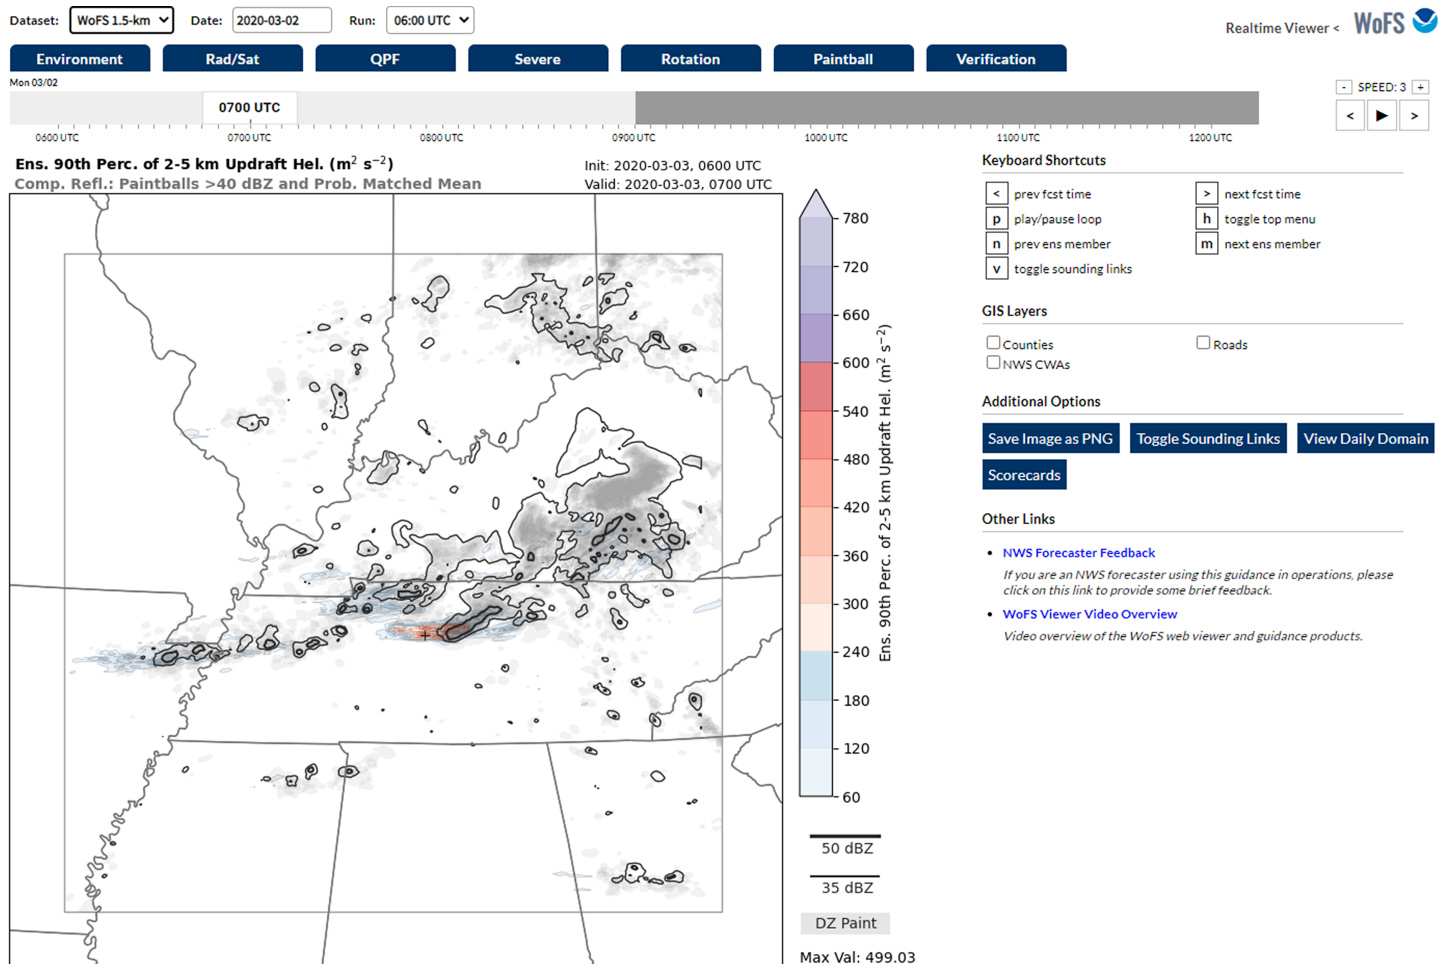 Dataset: WoFS 1.5-km Date: 2020-03-02 Run: 06:00 UTC
Realtime Viewer < WoFS
Environment Rad/Sat QPF Severe Rotation Paintball Verification
Mon 03/02
- SPEED: 3 +
0700 UTC
< ▶ >
0600 UTC 0700 UTC 0800 UTC 0900 UTC 1000 UTC 1100 UTC 1200 UTC
Ens. 90th Perc. of 2-5 km Updraft Hel. (m² s⁻²)
Comp. Refl.: Paintballs >40 dBZ and Prob. Matched Mean
Init: 2020-03-03, 0600 UTC
Valid: 2020-03-03, 0700 UTC
780
720
660
600
540
480
420
360
300
240
180
120
60
Ens. 90th Perc. of 2-5 km Updraft Hel. (m² s⁻²)
50 dBZ
35 dBZ
DZ Paint
Max Val: 499.03
Keyboard Shortcuts
< prev fcst time > next fcst time
p play/pause loop h toggle top menu
n prev ens member m next ens member
v toggle sounding links
GIS Layers
Counties Roads
NWS CWAs
Additional Options
Save Image as PNG Toggle Sounding Links View Daily Domain
Scorecards
Other Links
NWS Forecaster Feedback
If you are an NWS forecaster using this guidance in operations, please
click on this link to provide some brief feedback.
WoFS Viewer Video Overview
Video overview of the WoFS web viewer and guidance products.